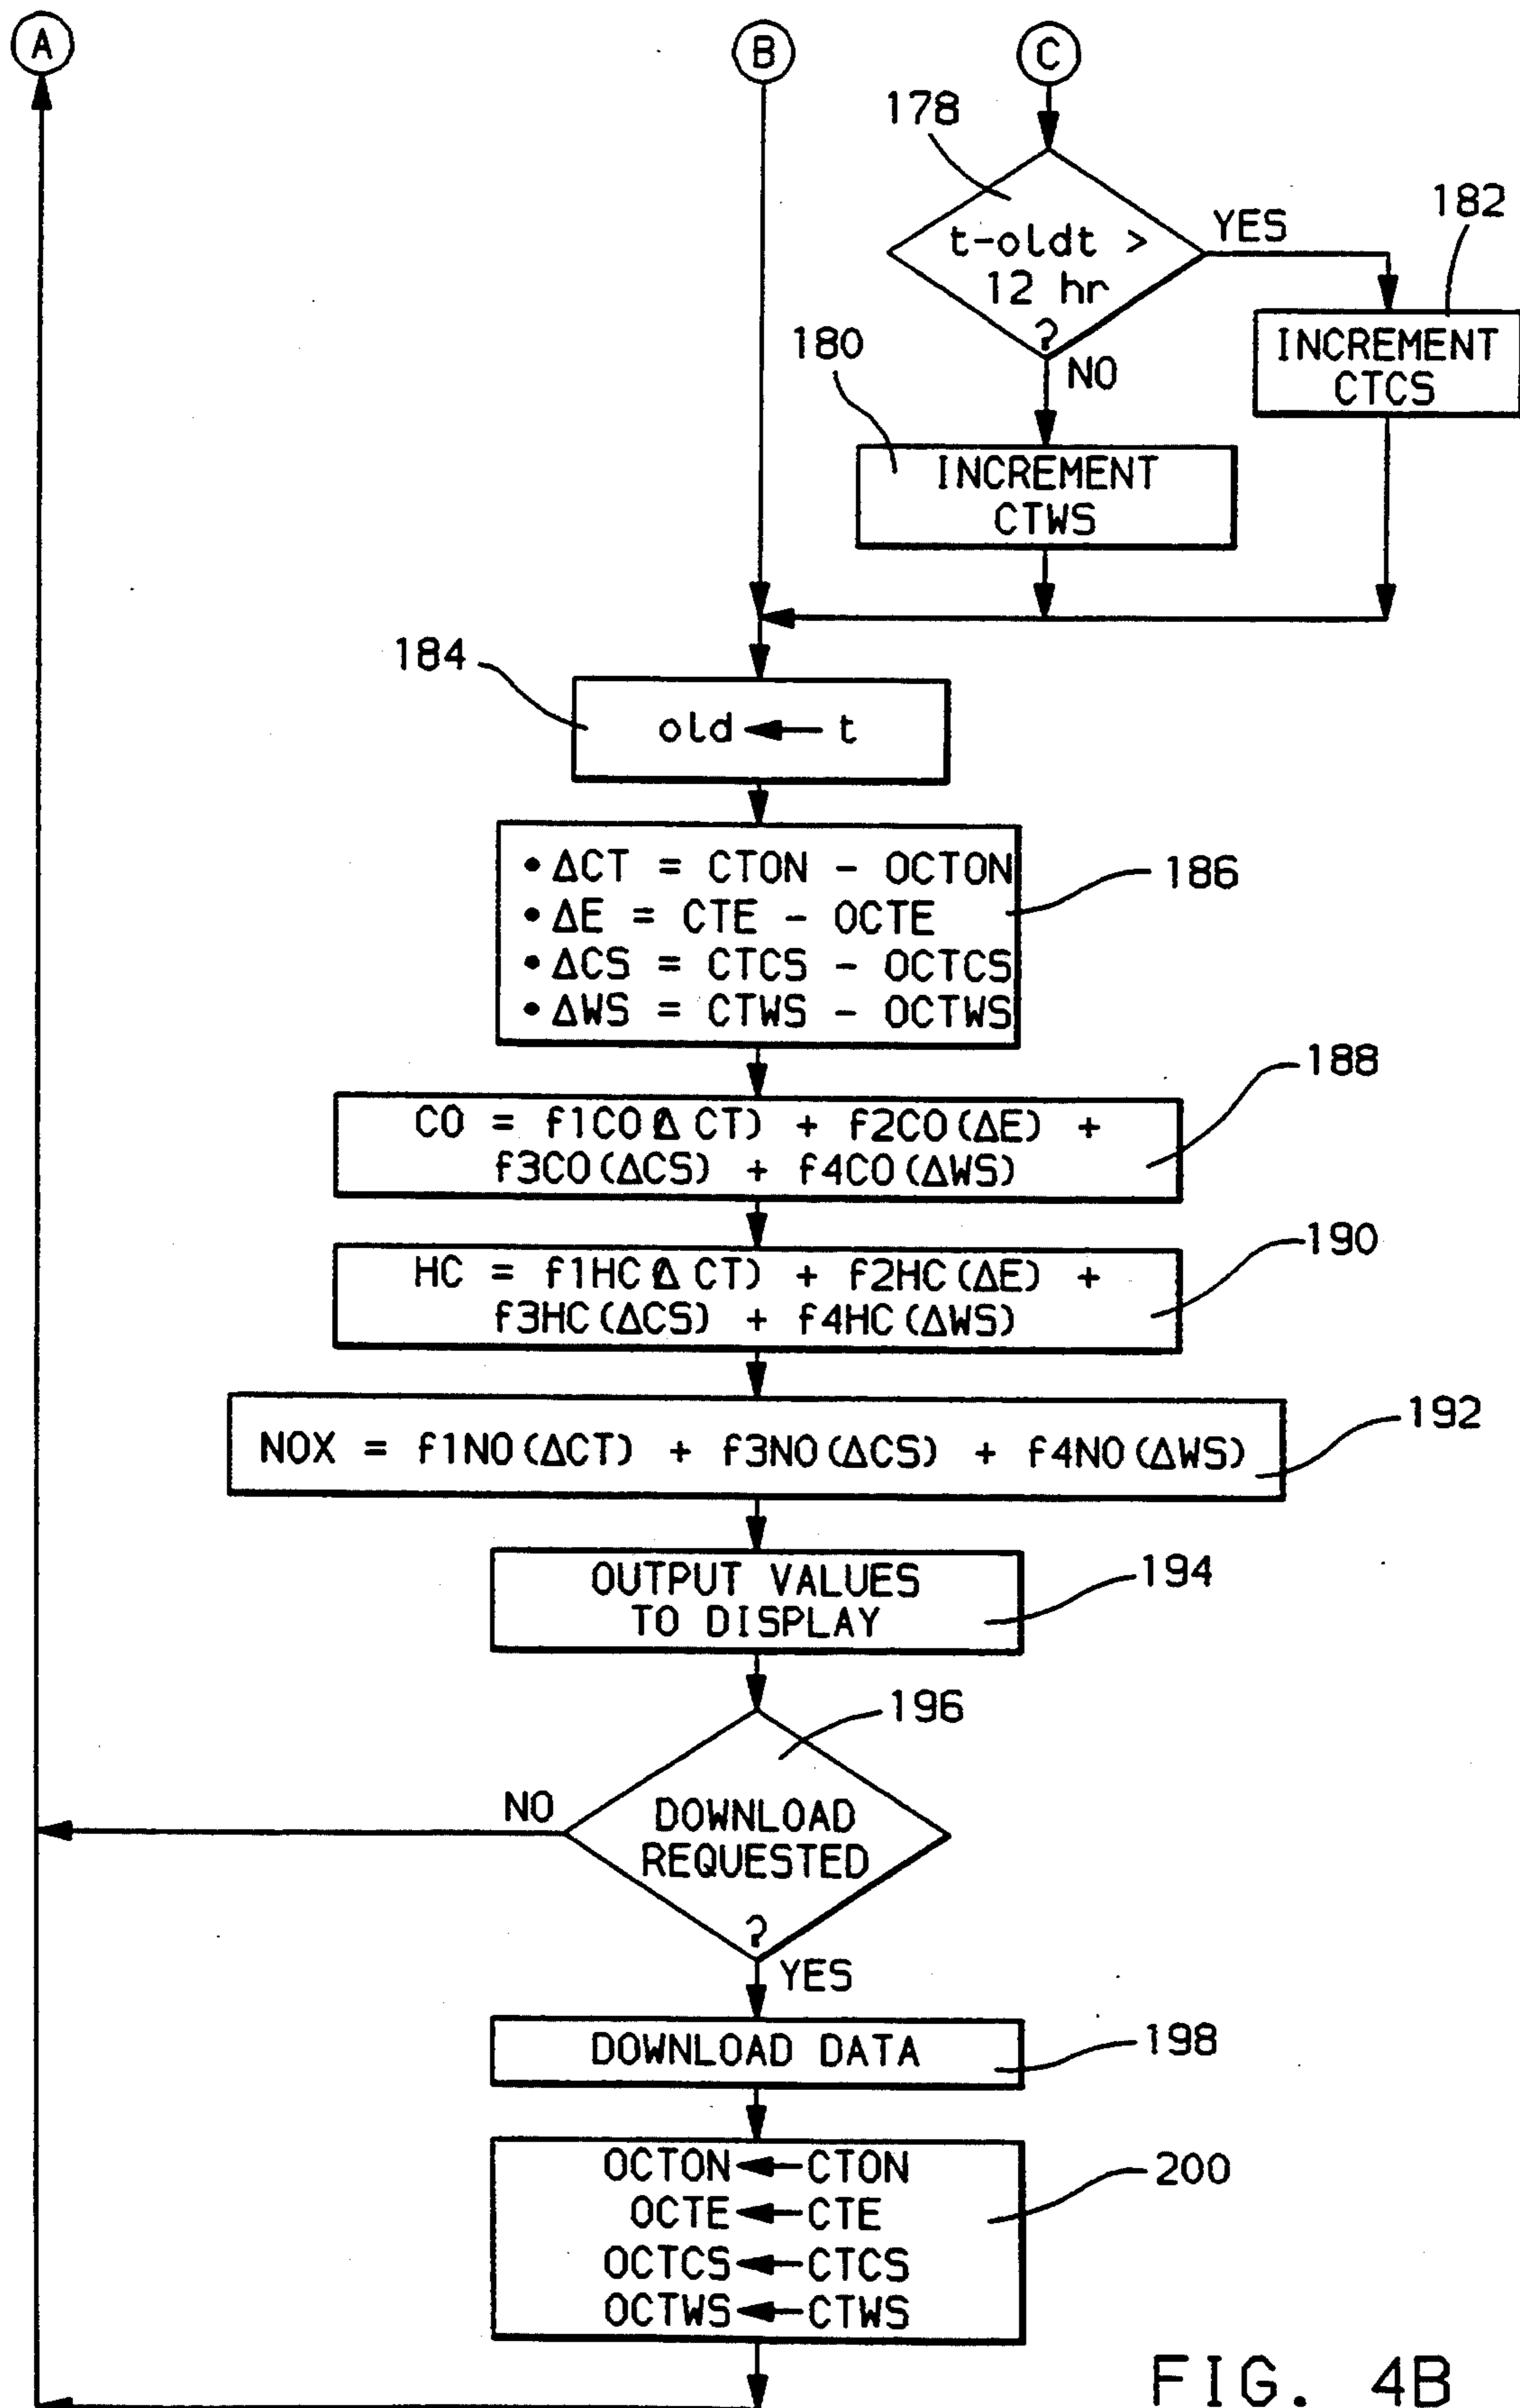 A
B
C
178
t-oldt >
12 hr
?
YES
NO
182
INCREMENT
CTCS
180
INCREMENT
CTWS
184
old ← t
186
• ΔCT = CTON - OCTON
• ΔE = CTE - OCTE
• ΔCS = CTCS - OCTCS
• ΔWS = CTWS - OCTWS
188
CO = f1CO(Δ CT) + f2CO(ΔE) +
f3CO(ΔCS) + f4CO(ΔWS)
190
HC = f1HC(Δ CT) + f2HC(ΔE) +
f3HC(ΔCS) + f4HC(ΔWS)
192
NOX = f1NO(ΔCT) + f3NO(ΔCS) + f4NO(ΔWS)
194
OUTPUT VALUES
TO DISPLAY
196
NO
DOWNLOAD
REQUESTED
?
YES
198
DOWNLOAD DATA
200
OCTON ← CTON
OCTE ← CTE
OCTCS ← CTCS
OCTWS ← CTWS
FIG. 4B